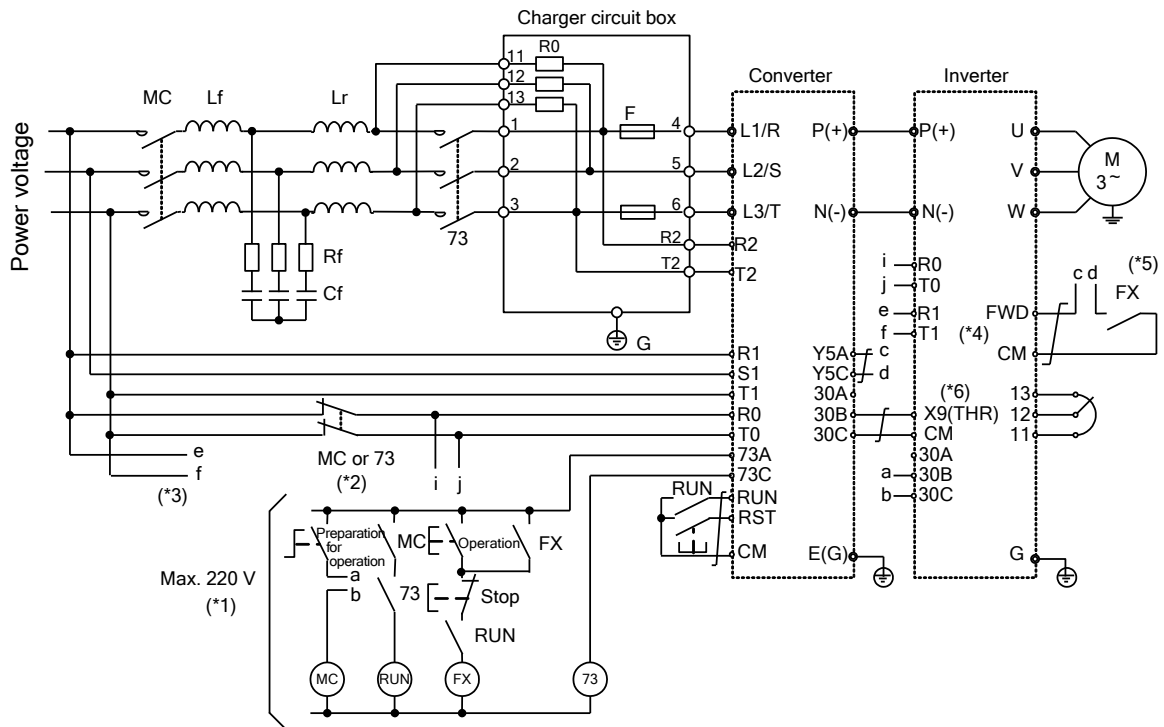 Charger circuit box
11 R0
12
13
MC Lf Lr
Converter Inverter
Power voltage
1 F 4 L1/R P(+) P(+) U
2 5 L2/S V
3 6 L3/T N(-) N(-) W
M
3~
73
Rf
Cf
R2 R2
T2 T2
G
i R0
j T0
e R1
f T1
(*4)
FWD
CM
c d
FX
(*5)
R1 Y5A c
S1 Y5C d
T1 30A
R0 30B
T0 30C
(*6)
X9(THR)
CM
30A
a 30B
b 30C
13
12
11
73A
73C
e
f
(*3)
MC or 73
(*2)
i j
RUN
RUN
RST
CM
E(G)
G
Max. 220 V
(*1)
Preparation
for
operation
a
b
MC
73
Operation
FX
Stop
RUN
MC RUN FX 73